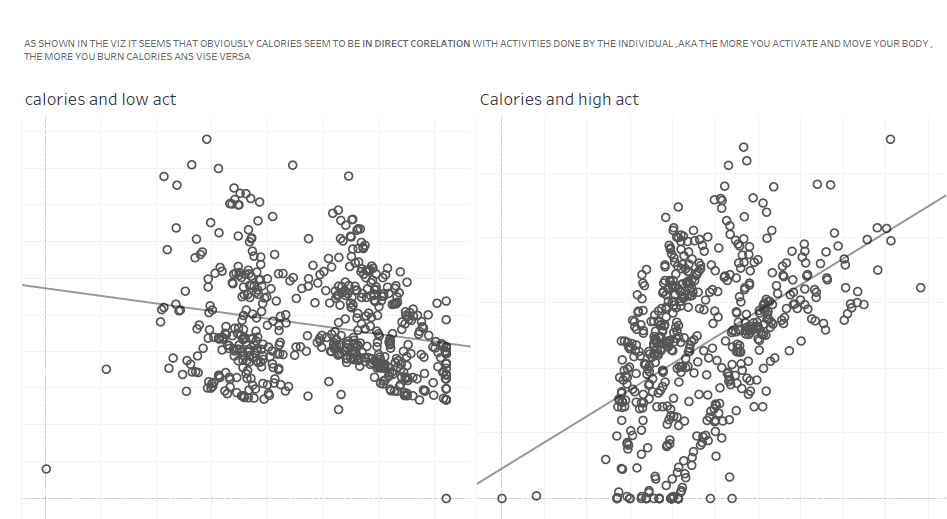 AS SHOWN IN THE VIZ IT SEEMS THAT OBVIOUSLY CALORIES SEEM TO BE IN DIRECT CORELATION WITH ACTIVITIES DONE BY THE INDIVIDUAL ,AKA THE MORE YOU ACTIVATE AND MOVE YOUR BODY ,
THE MORE YOU BURN CALORIES ANS VISE VERSA
calories and low act
Calories and high act